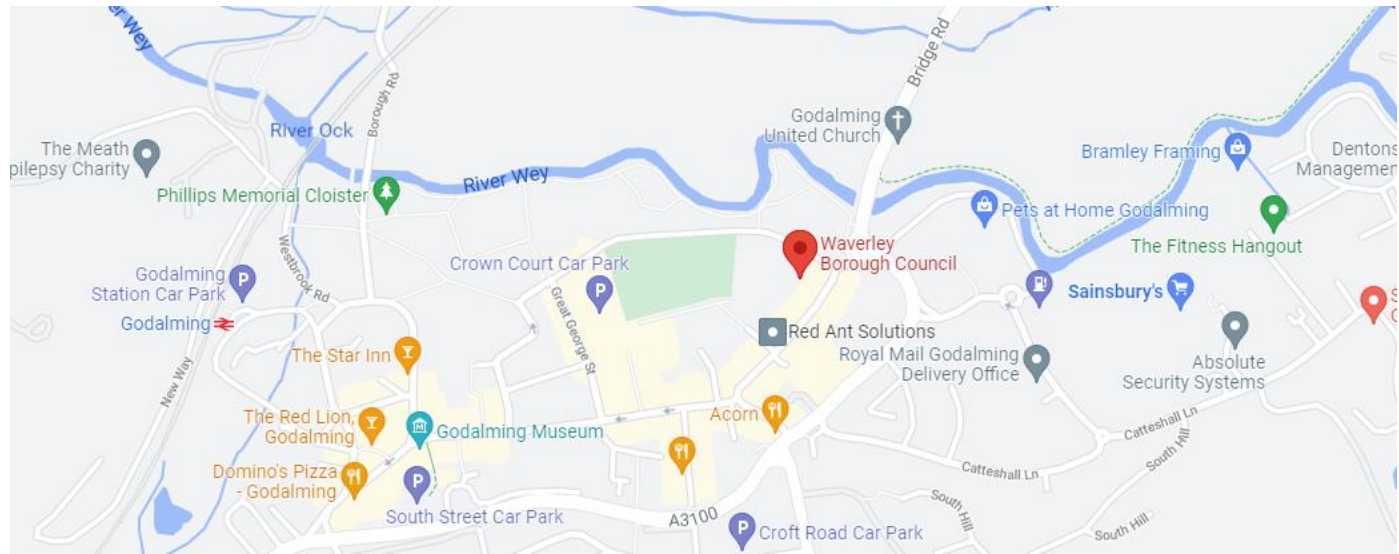 er Wey
River Wey
Bridge Rd
Borough Rd
Godalming
United Church
River Ock
The Meath
pilepsy Charity
Bramley Framing
Dentons
Managemen
River Wey
Phillips Memorial Cloister
Pets at Home Godalming
Waverley
Borough Council
The Fitness Hangout
Westbrook Rd
Crown Court Car Park
P
Godalming
Station Car Park
P
Sainsbury's
Great George St
Godalming
Red Ant Solutions
The Star Inn
Royal Mail Godalming
Delivery Office
Absolute
Security Systems
New Way
The Red Lion,
Godalming
Acorn
Godalming Museum
M
Catteshall Ln
South Hill
Domino's Pizza
- Godalming
Catteshall Ln
P
South Street Car Park
A3100
Croft Road Car Park
P
South Hill
South Hill